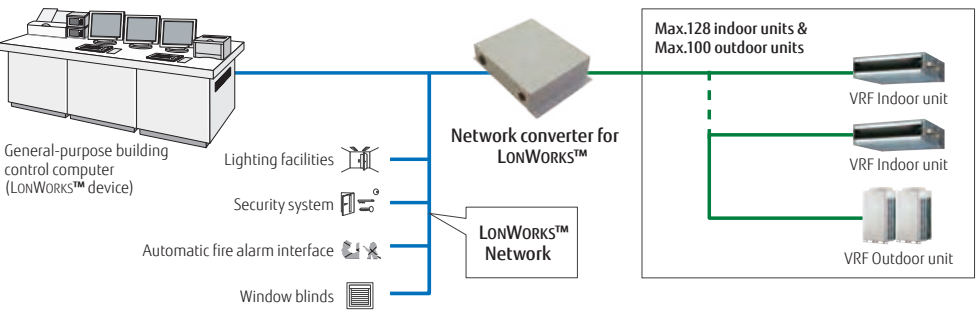 Max.128 indoor units &
Max.100 outdoor units
VRF Indoor unit
VRF Indoor unit
VRF Outdoor unit
Network converter for
LONWORKS™
General-purpose building
control computer
(LONWORKS™ device)
Lighting facilities
Security system
Automatic fire alarm interface
Window blinds
LONWORKS™
Network